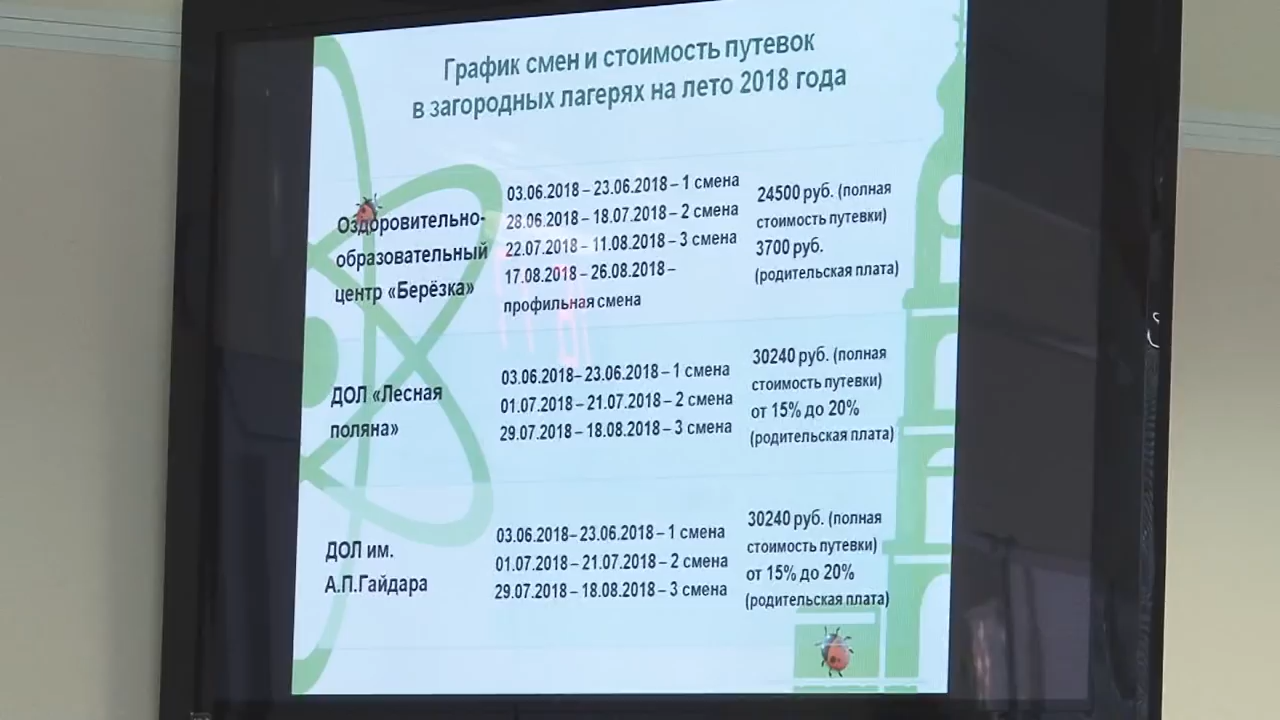 График смен и стоимость путевок
в загородных лагерях на лето 2018 года
Оздоровительно-
образовательный
центр «Берёзка»
03.06.2018 – 23.06.2018 – 1 смена
28.06.2018 – 18.07.2018 – 2 смена
22.07.2018 – 11.08.2018 – 3 смена
17.08.2018 – 26.08.2018 –
профильная смена
24500 руб. (полная
стоимость путевки)
3700 руб.
(родительская плата)
ДОЛ «Лесная
поляна»
03.06.2018– 23.06.2018 – 1 смена
01.07.2018 – 21.07.2018 – 2 смена
29.07.2018 – 18.08.2018 – 3 смена
30240 руб. (полная
стоимость путевки)
от 15% до 20%
(родительская плата)
ДОЛ им.
А.П.Гайдара
03.06.2018– 23.06.2018 – 1 смена
01.07.2018 – 21.07.2018 – 2 смена
29.07.2018 – 18.08.2018 – 3 смена
30240 руб. (полная
стоимость путевки)
от 15% до 20%
(родительская плата)